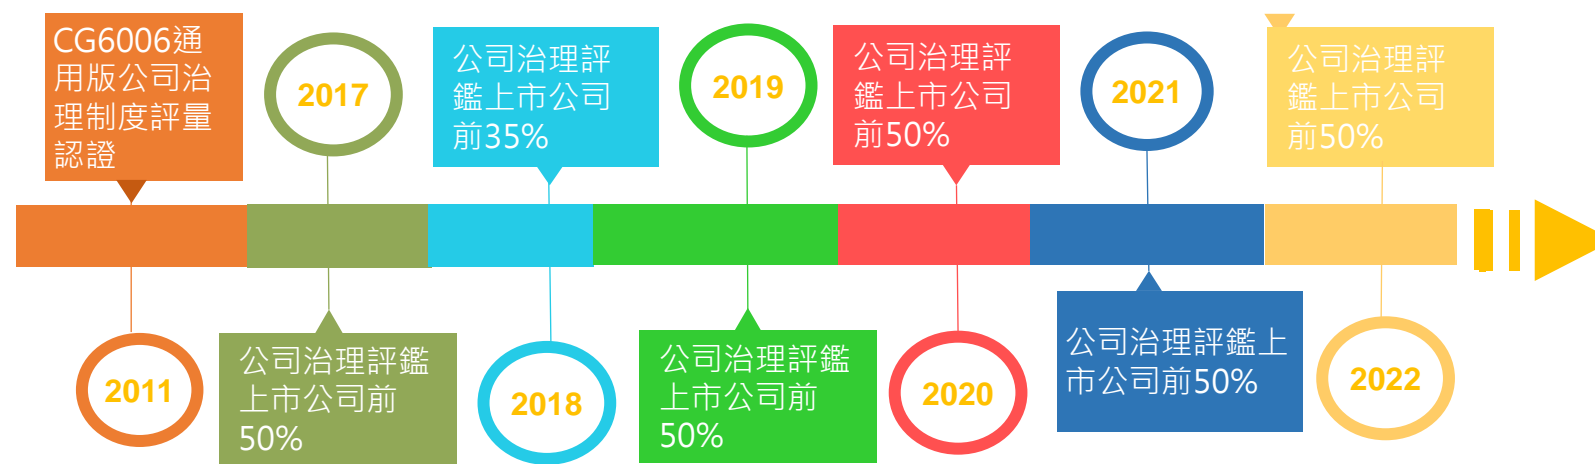 CG6006通
用版公司治
理制度評量
認證
2011
2017
公司治理評鑑
上市公司前
50%
公司治理評
鑑上市公司
前35%
2018
2019
公司治理評鑑
上市公司前
50%
公司治理評
鑑上市公司
前50%
2020
2021
公司治理評鑑上
市公司前50%
公司治理評
鑑上市公司
前50%
2022